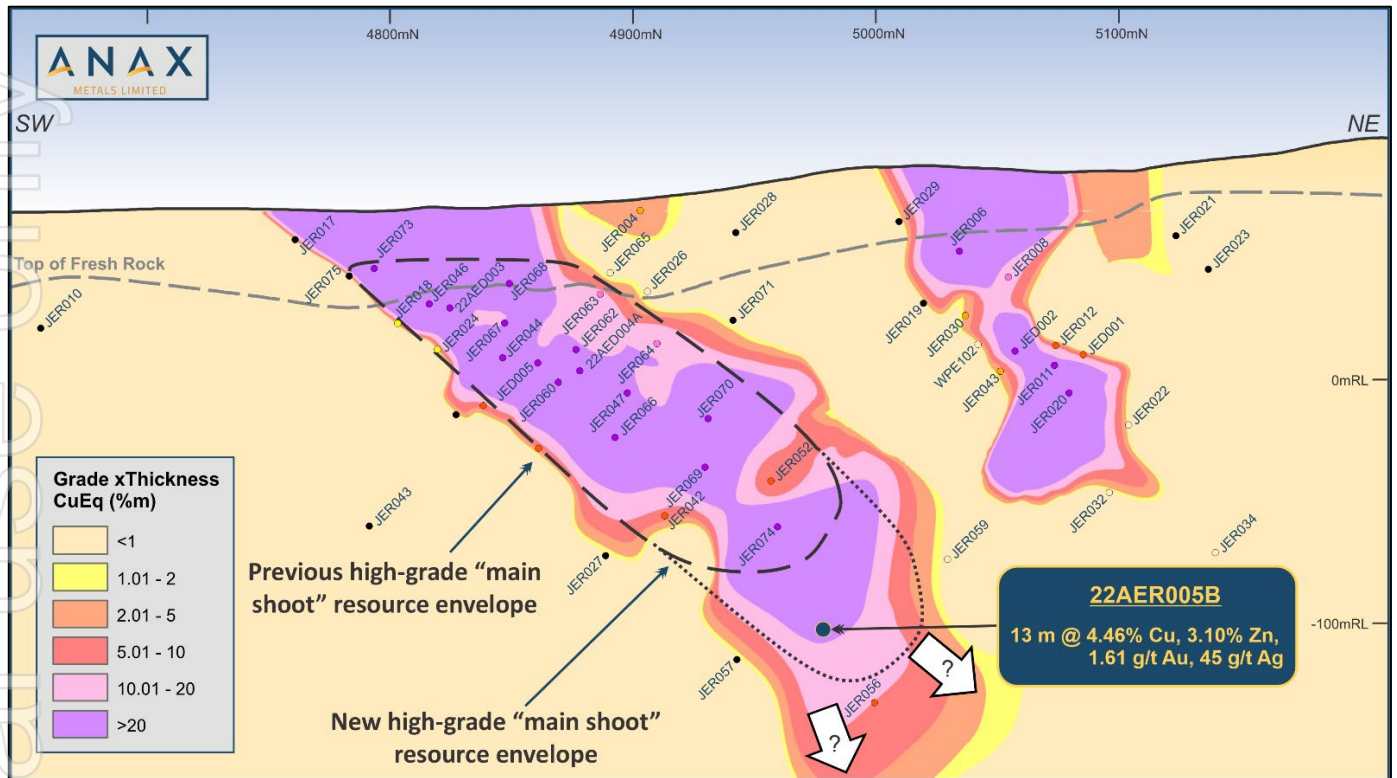 4800mN
4900mN
5000mN
5100mN
ANAX
METALS LIMITED
SW
NE
JER017
JER073
JER004
JER065
JER028
JER026
JER029
JER006
JER008
JER021
JER023
Top of Fresh Rock
JER010
JER075
JER018
JER046
22AED003
JER068
JER024
JER067
JER044
JER063
JER062
22AED004A
JER064
JER071
JER019
JER030
WPE102
JER043
JED002
JER012
JED001
JER011
JER020
JER022
0mRL
JED005
JER060
JER047
JER066
JER070
JER052
JER069
JER042
JER074
JER043
JER027
JER059
JER032
JER034
Grade xThickness
CuEq (%m)
<1
1.01 - 2
2.01 - 5
5.01 - 10
10.01 - 20
>20
Previous high-grade “main
shoot” resource envelope
22AER005B
13 m @ 4.46% Cu, 3.10% Zn,
1.61 g/t Au, 45 g/t Ag
-100mRL
JER057
JER056
?
?
New high-grade “main shoot”
resource envelope